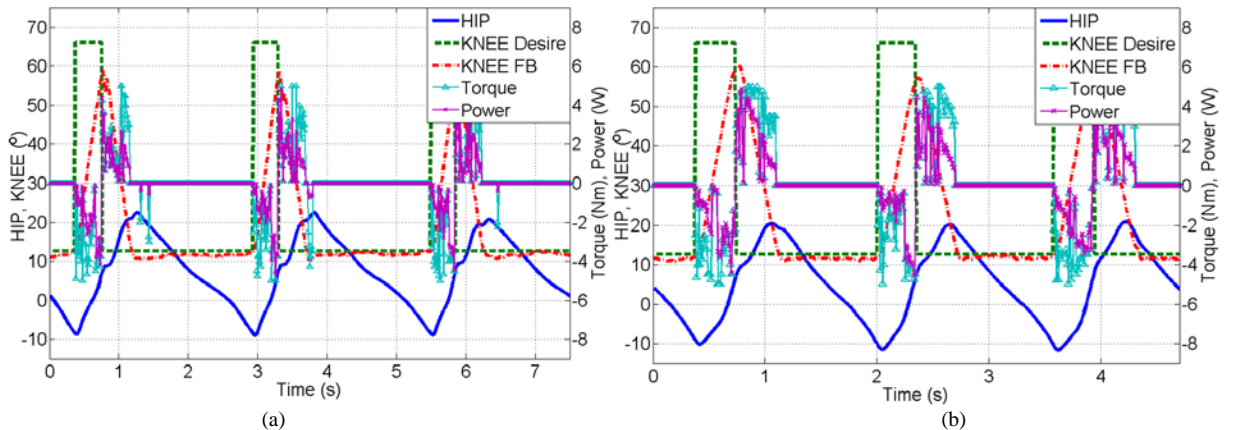 70
60
50
40
30
20
10
0
-10
HIP, KNEE (º)
HIP
KNEE Desire
KNEE FB
Torque
Power
8
6
4
2
0
-2
-4
-6
-8
Torque (Nm), Power (W)
0 1 2 3 4 5 6 7
Time (s)
(a)
70
60
50
40
30
20
10
0
-10
HIP, KNEE (º)
HIP
KNEE Desire
KNEE FB
Torque
Power
8
6
4
2
0
-2
-4
-6
-8
Torque (Nm), Power (W)
0 1 2 3 4
Time (s)
(b)